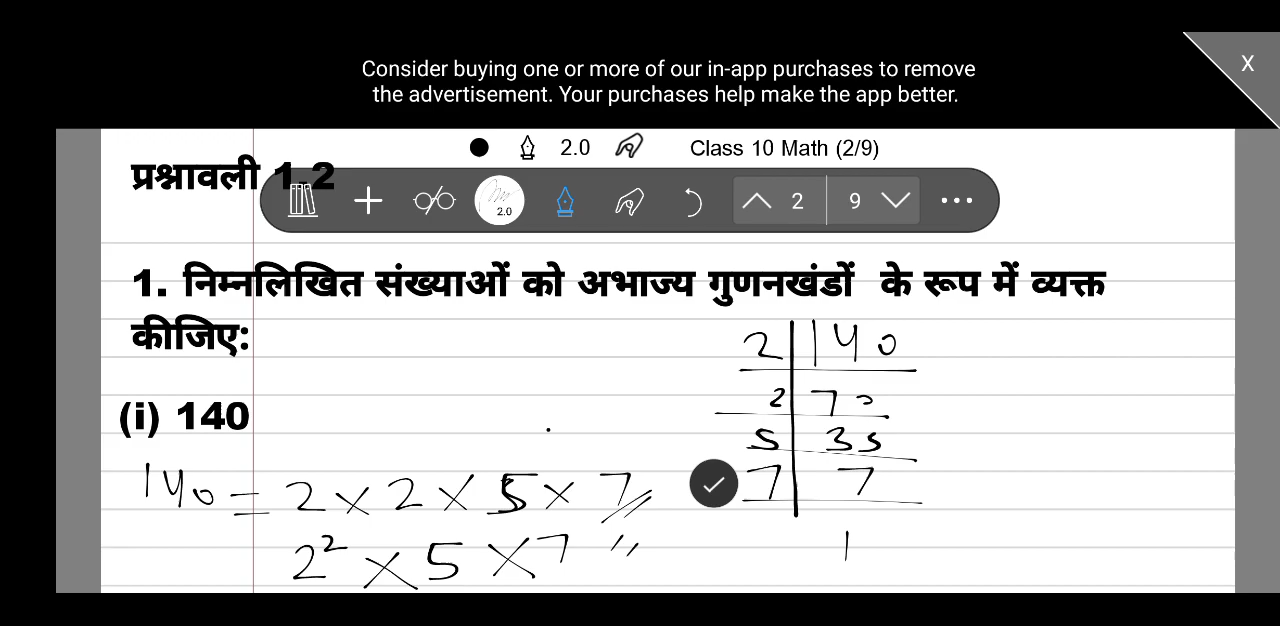 Consider buying one or more of our in-app purchases to remove
the advertisement. Your purchases help make the app better.
X
2.0 Class 10 Math (2/9)
प्रश्नावली 1.2
2.0 2 9
1. निम्नलिखित संख्याओं को अभाज्य गुणनखंडों के रूप में व्यक्त
कीजिए:
2 | 140
2 | 70
(i) 140
5 | 35
7 | 7
140 = 2 × 2 × 5 × 7 //
1
2² × 5 × 7 //